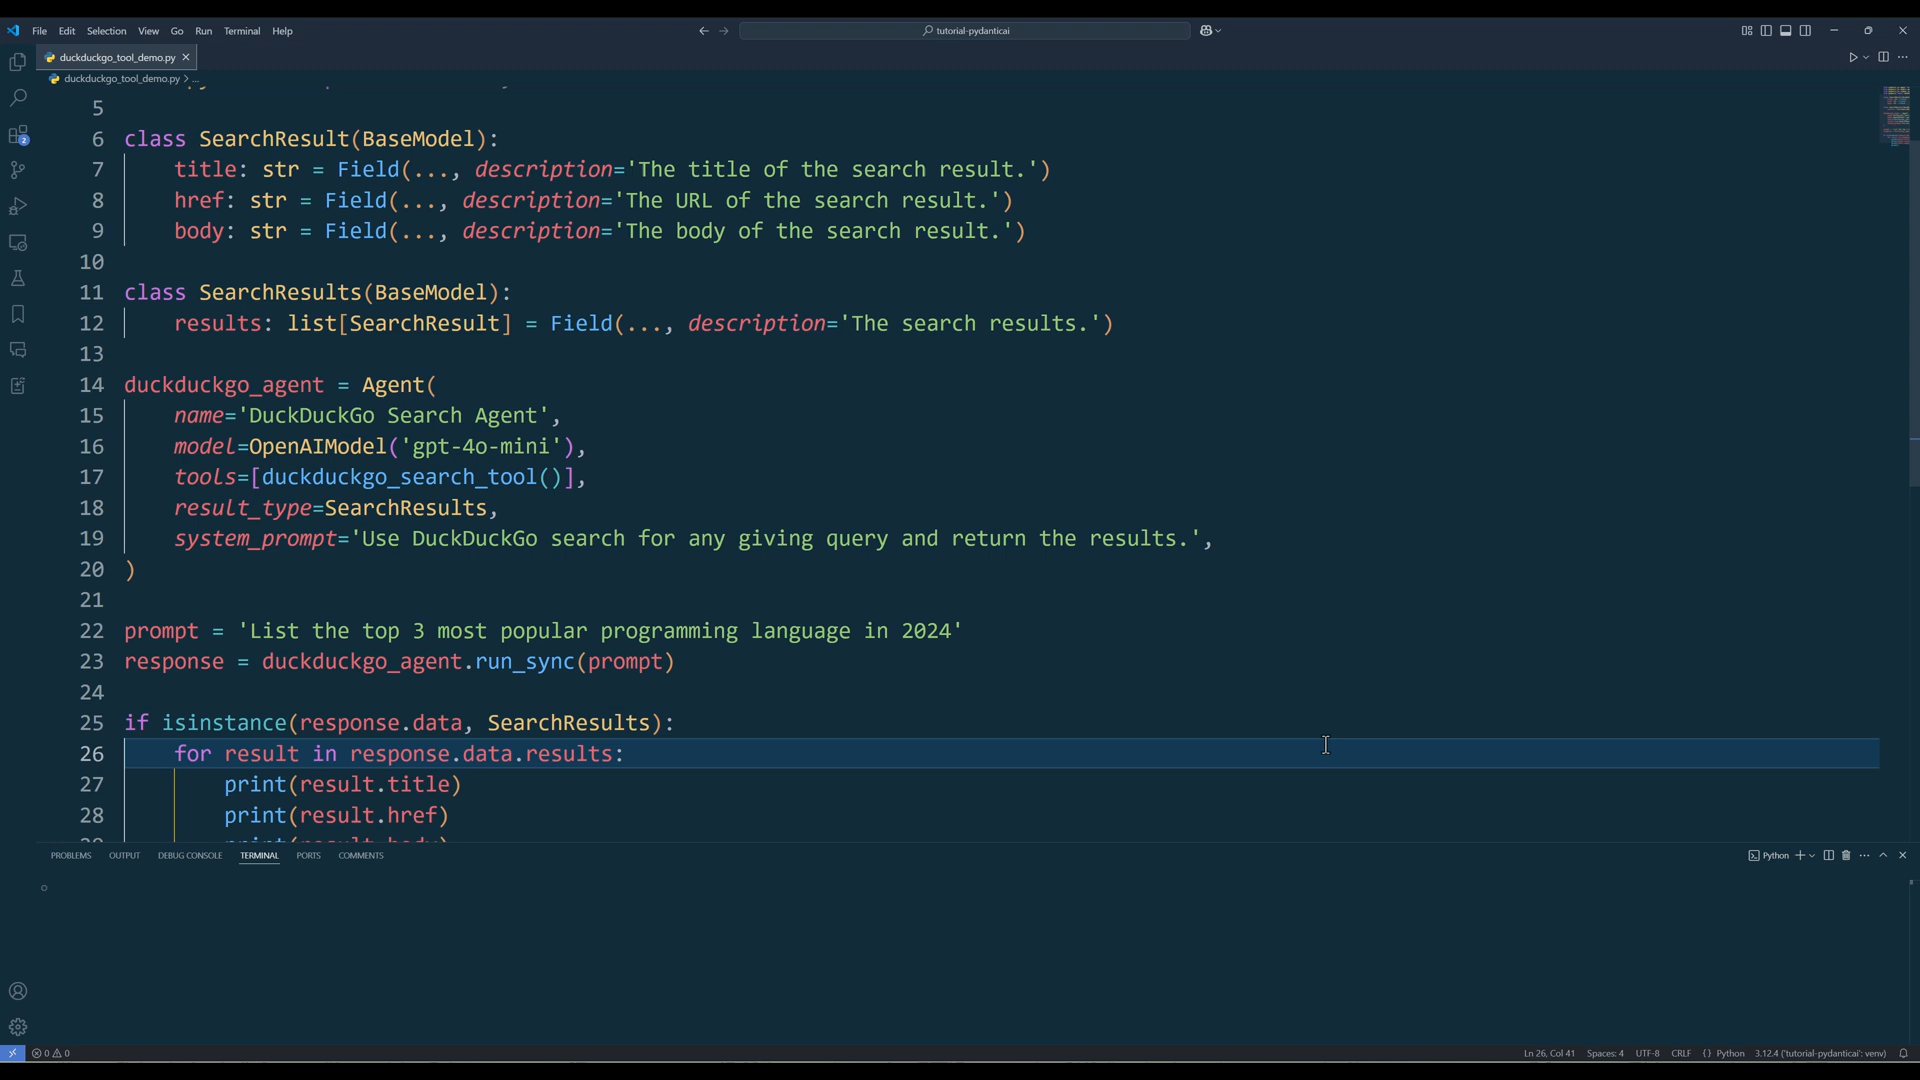 File Edit Selection View Go Run Terminal Help
tutorial-pydanticai
duckduckgo_tool_demo.py
duckduckgo_tool_demo.py > ...
5
6 class SearchResult(BaseModel):
7 title: str = Field(..., description='The title of the search result.')
8 href: str = Field(..., description='The URL of the search result.')
9 body: str = Field(..., description='The body of the search result.')
10
11 class SearchResults(BaseModel):
12 results: list[SearchResult] = Field(..., description='The search results.')
13
14 duckduckgo_agent = Agent(
15 name='DuckDuckGo Search Agent',
16 model=OpenAIModel('gpt-4o-mini'),
17 tools=[duckduckgo_search_tool()],
18 result_type=SearchResults,
19 system_prompt='Use DuckDuckGo search for any giving query and return the results.',
20 )
21
22 prompt = 'List the top 3 most popular programming language in 2024'
23 response = duckduckgo_agent.run_sync(prompt)
24
25 if isinstance(response.data, SearchResults):
26 for result in response.data.results:
27 print(result.title)
28 print(result.href)
2
PROBLEMS OUTPUT DEBUG CONSOLE TERMINAL PORTS COMMENTS
Python
0 0
Ln 26, Col 41 Spaces: 4 UTF-8 CRLF {} Python 3.12.4 ('tutorial-pydanticai': venv)